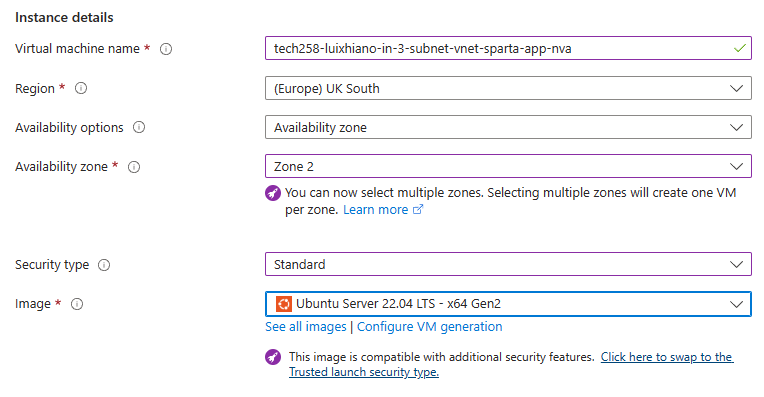 Instance details
Virtual machine name * tech258-luixhiano-in-3-subnet-vnet-sparta-app-nva
Region * (Europe) UK South
Availability options Availability zone
Availability zone * Zone 2
You can now select multiple zones. Selecting multiple zones will create one VM
per zone. Learn more
Security type Standard
Image * Ubuntu Server 22.04 LTS - x64 Gen2
See all images | Configure VM generation
This image is compatible with additional security features. Click here to swap to the
Trusted launch security type.